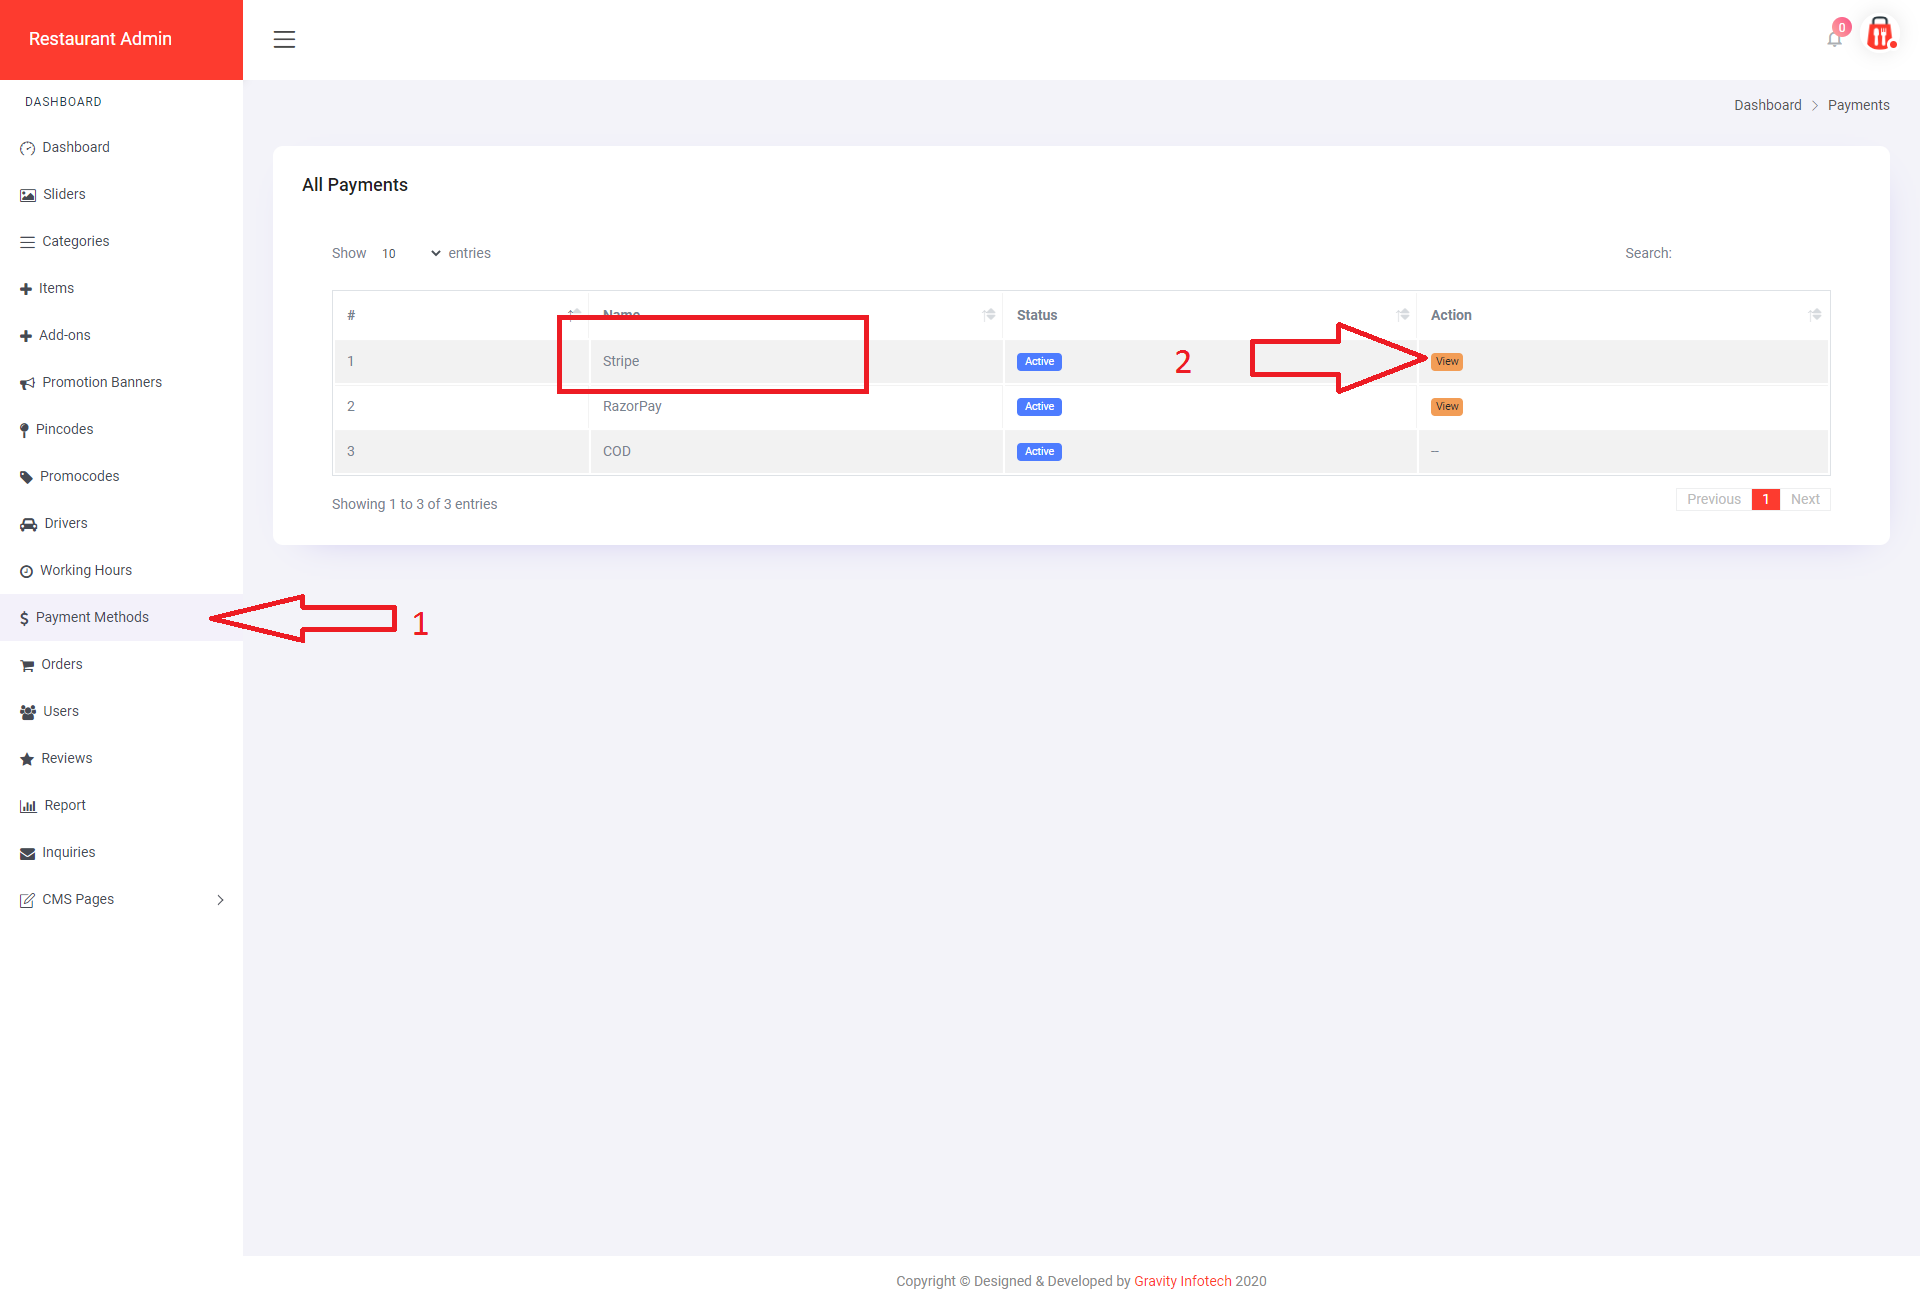 Restaurant Admin
0
DASHBOARD
Dashboard
Sliders
Categories
Items
Add-ons
Promotion Banners
Pincodes
Promocodes
Drivers
Working Hours
Payment Methods
Orders
Users
Reviews
Report
Inquiries
CMS Pages
Dashboard > Payments
All Payments
Show 10 entries
Search:
# Name Status Action
1 Stripe Active 2 View
2 RazorPay Active View
3 COD Active --
Showing 1 to 3 of 3 entries
Previous 1 Next
1
Copyright © Designed & Developed by Gravity Infotech 2020